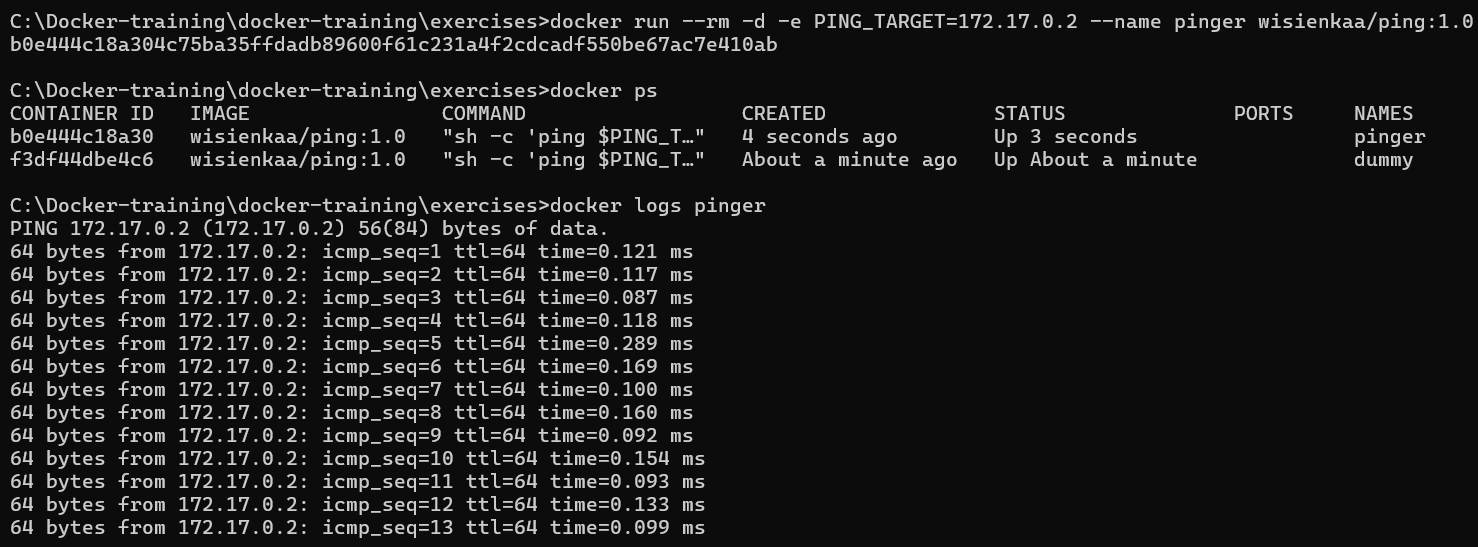 C:\Docker-training\docker-training\exercises>docker run --rm -d -e PING_TARGET=172.17.0.2 --name pinger wisienkaa/ping:1.0
b0e444c18a304c75ba35ffdadb89600f61c231a4f2cdcadf550be67ac7e410ab
C:\Docker-training\docker-training\exercises>docker ps
CONTAINER ID   IMAGE                COMMAND                  CREATED              STATUS              PORTS     NAMES
b0e444c18a30   wisienkaa/ping:1.0   "sh -c 'ping $PING_T…"   4 seconds ago        Up 3 seconds                  pinger
f3df44dbe4c6   wisienkaa/ping:1.0   "sh -c 'ping $PING_T…"   About a minute ago   Up About a minute             dummy
C:\Docker-training\docker-training\exercises>docker logs pinger
PING 172.17.0.2 (172.17.0.2) 56(84) bytes of data.
64 bytes from 172.17.0.2: icmp_seq=1 ttl=64 time=0.121 ms
64 bytes from 172.17.0.2: icmp_seq=2 ttl=64 time=0.117 ms
64 bytes from 172.17.0.2: icmp_seq=3 ttl=64 time=0.087 ms
64 bytes from 172.17.0.2: icmp_seq=4 ttl=64 time=0.118 ms
64 bytes from 172.17.0.2: icmp_seq=5 ttl=64 time=0.289 ms
64 bytes from 172.17.0.2: icmp_seq=6 ttl=64 time=0.169 ms
64 bytes from 172.17.0.2: icmp_seq=7 ttl=64 time=0.100 ms
64 bytes from 172.17.0.2: icmp_seq=8 ttl=64 time=0.160 ms
64 bytes from 172.17.0.2: icmp_seq=9 ttl=64 time=0.092 ms
64 bytes from 172.17.0.2: icmp_seq=10 ttl=64 time=0.154 ms
64 bytes from 172.17.0.2: icmp_seq=11 ttl=64 time=0.093 ms
64 bytes from 172.17.0.2: icmp_seq=12 ttl=64 time=0.133 ms
64 bytes from 172.17.0.2: icmp_seq=13 ttl=64 time=0.099 ms